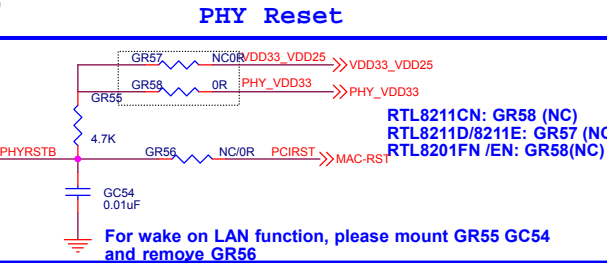 PHY Reset
GR57 NC0R VDD33_VDD25 VDD33_VDD25
GR58 0R PHY_VDD33 PHY_VDD33
GR55
RTL8211CN: GR58 (NC)
RTL8211D/8211E: GR57 (NC
4.7K
PHYRSTB GR56 NC/0R PCIRST MAC-RST RTL8201FN /EN: GR58(NC)
GC54
0.01uF
For wake on LAN function, please mount GR55 GC54
and remove GR56